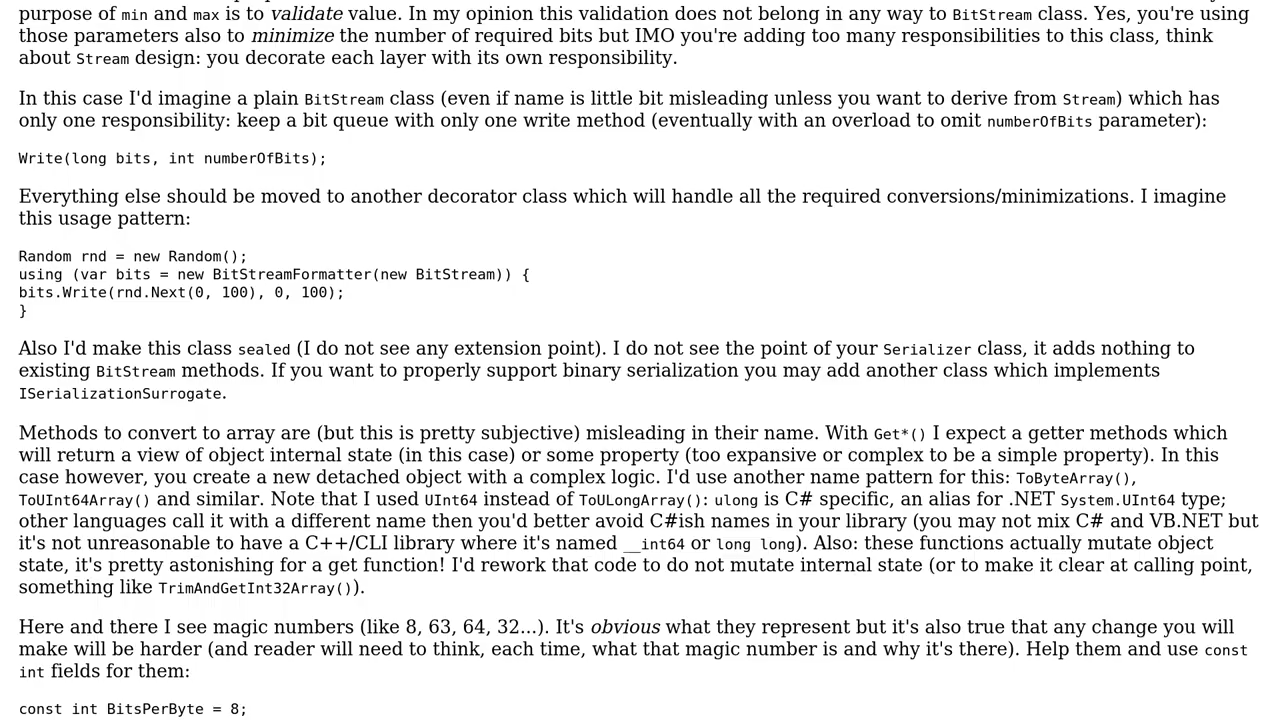 purpose of min and max is to validate value. In my opinion this validation does not belong in any way to BitStream class. Yes, you're using
those parameters also to minimize the number of required bits but IMO you're adding too many responsibilities to this class, think
about Stream design: you decorate each layer with its own responsibility.
In this case I'd imagine a plain BitStream class (even if name is little bit misleading unless you want to derive from Stream) which has
only one responsibility: keep a bit queue with only one write method (eventually with an overload to omit numberOfBits parameter):
Write(long bits, int numberOfBits);
Everything else should be moved to another decorator class which will handle all the required conversions/minimizations. I imagine
this usage pattern:
Random rnd = new Random();
using (var bits = new BitStreamFormatter(new BitStream)) {
bits.Write(rnd.Next(0, 100), 0, 100);
}
Also I'd make this class sealed (I do not see any extension point). I do not see the point of your Serializer class, it adds nothing to
existing BitStream methods. If you want to properly support binary serialization you may add another class which implements
ISerializationSurrogate.
Methods to convert to array are (but this is pretty subjective) misleading in their name. With Get*() I expect a getter methods which
will return a view of object internal state (in this case) or some property (too expansive or complex to be a simple property). In this
case however, you create a new detached object with a complex logic. I'd use another name pattern for this: ToByteArray(),
ToUInt64Array() and similar. Note that I used UInt64 instead of ToULongArray(): ulong is C# specific, an alias for .NET System.UInt64 type;
other languages call it with a different name then you'd better avoid C#ish names in your library (you may not mix C# and VB.NET but
it's not unreasonable to have a C++/CLI library where it's named __int64 or long long). Also: these functions actually mutate object
state, it's pretty astonishing for a get function! I'd rework that code to do not mutate internal state (or to make it clear at calling point,
something like TrimAndGetInt32Array()).
Here and there I see magic numbers (like 8, 63, 64, 32...). It's obvious what they represent but it's also true that any change you will
make will be harder (and reader will need to think, each time, what that magic number is and why it's there). Help them and use const
int fields for them:
const int BitsPerByte = 8;